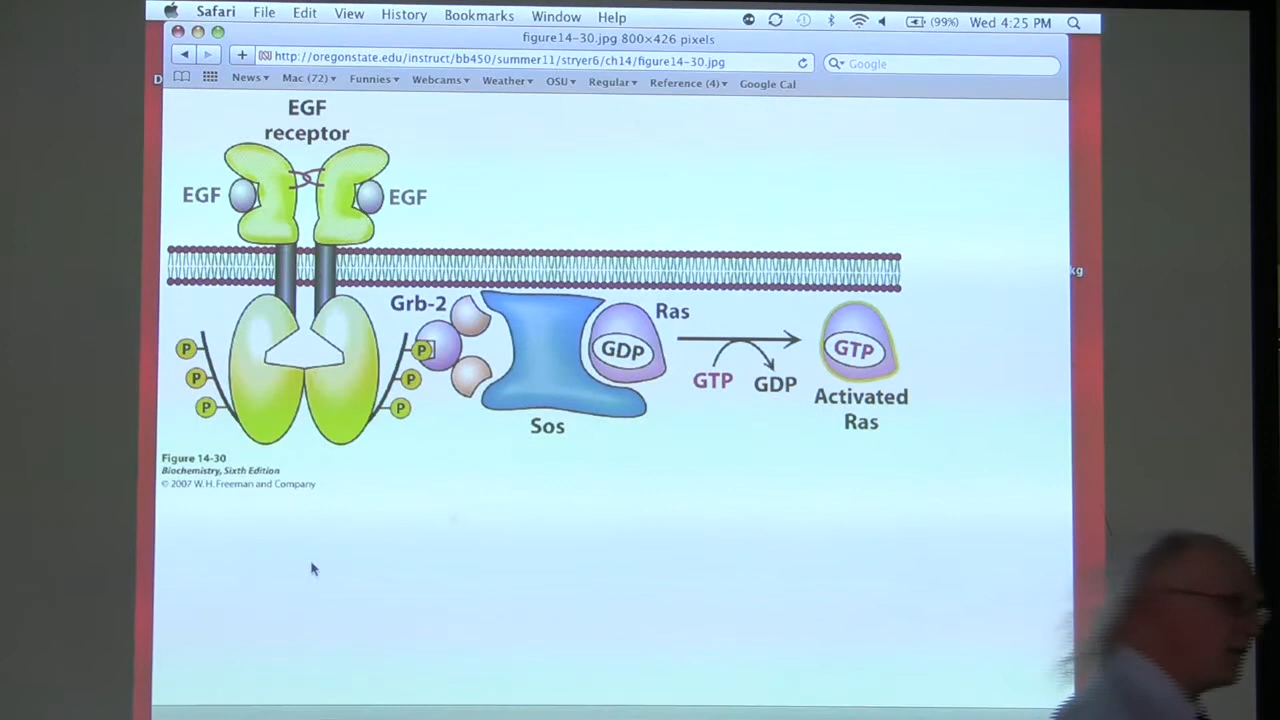 Safari File Edit View History Bookmarks Window Help (99%) Wed 4:25 PM
figure14-30.jpg 800×426 pixels
http://oregonstate.edu/instruct/bb450/summer11/stryer6/ch14/figure14-30.jpg Google
D News Mac (72) Funnies Webcams Weather OSU Regular Reference (4) Google Cal
EGF
receptor
EGF EGF
kg
Grb-2 Ras
P P GDP GTP
P P GTP GDP
P P Activated
Ras
Sos
Figure 14-30
Biochemistry, Sixth Edition
© 2007 W. H. Freeman and Company